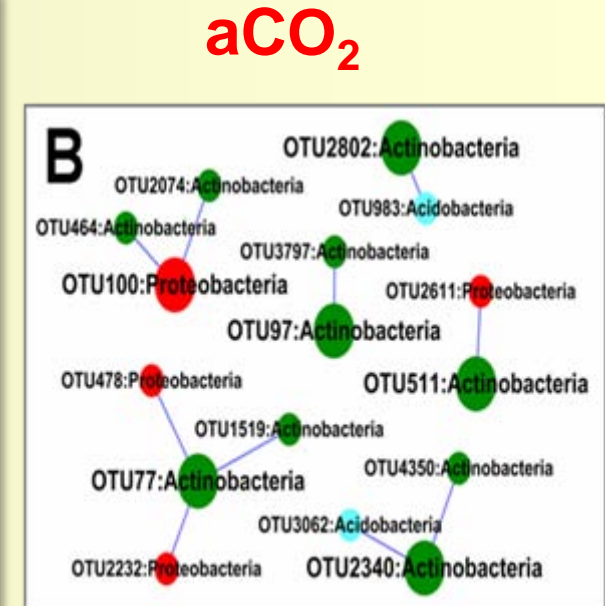 aCO₂
B
OTU2802:Actinobacteria
OTU2074:Actinobacteria
OTU983:Acidobacteria
OTU464:Actinobacteria
OTU3797:Actinobacteria
OTU100:Proteobacteria
OTU2611:Proteobacteria
OTU97:Actinobacteria
OTU478:Proteobacteria
OTU511:Actinobacteria
OTU1519:Actinobacteria
OTU4350:Actinobacteria
OTU77:Actinobacteria
OTU3062:Acidobacteria
OTU2232:Proteobacteria
OTU2340:Actinobacteria